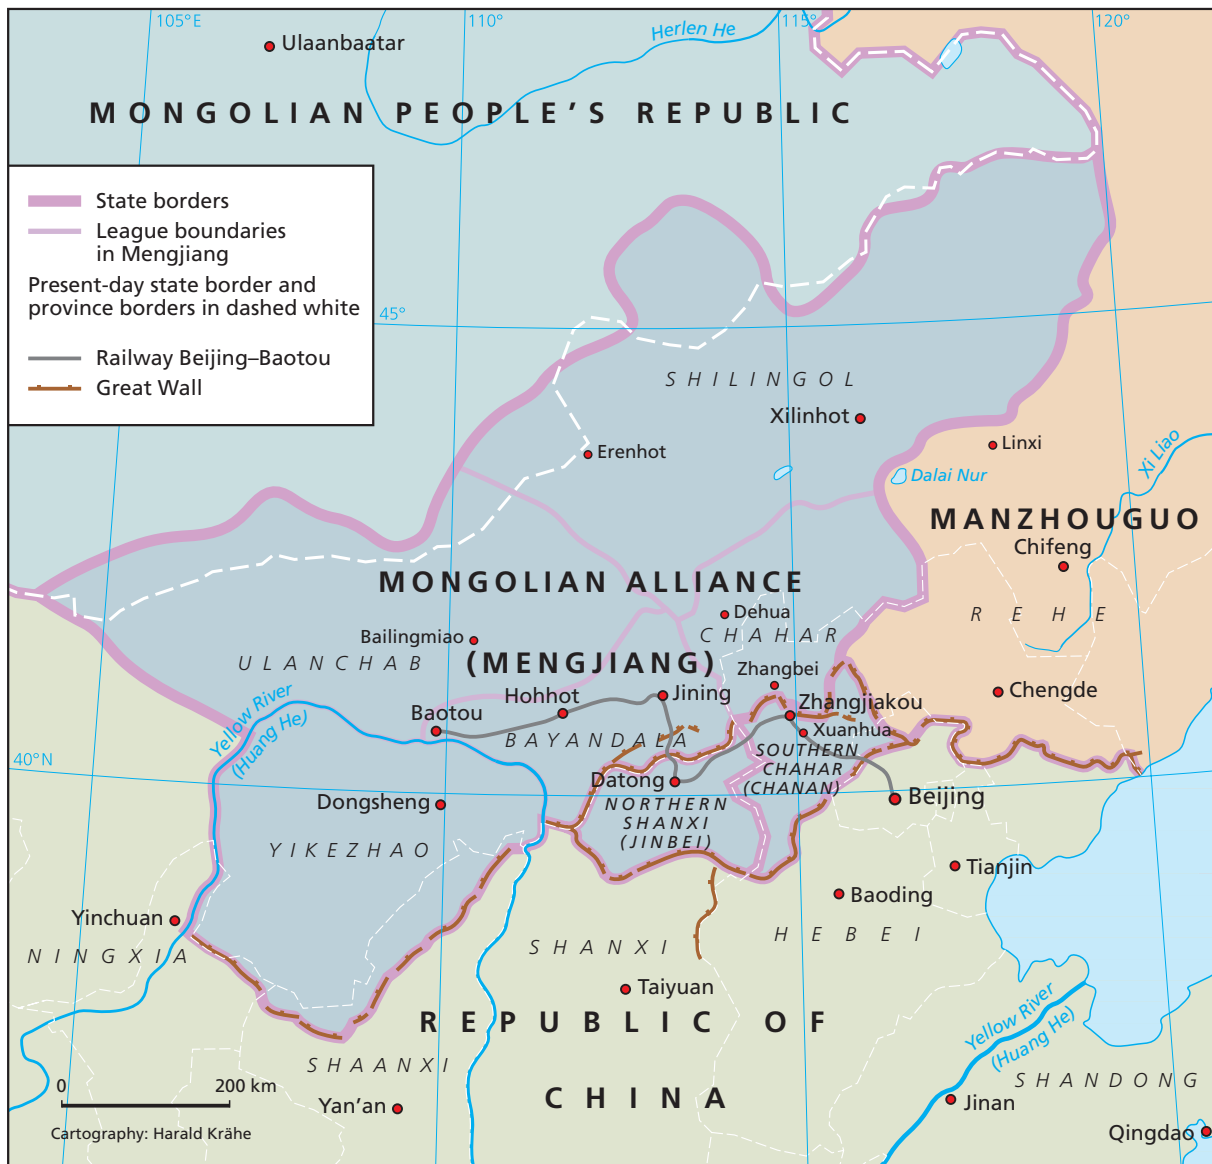 105°E
110°
115°
120°
Ulaanbaatar
Herlen He
MONGOLIAN PEOPLE'S REPUBLIC
State borders
League boundaries
in Mengjiang
Present-day state border and
province borders in dashed white
Railway Beijing–Baotou
Great Wall
45°
SHILINGOL
Xilinhot
Erenhot
Linxi
Dalai Nur
Xi Liao
MANZHOUGUO
Chifeng
MONGOLIAN ALLIANCE
(MENGJIANG)
Dehua
CHAHAR
REHE
Bailingmiao
ULANCHAB
Zhangbei
Hohhot
Jining
Zhangjiakou
Chengde
Baotou
Yellow River
(Huang He)
BAYANDALA
Xuanhua
SOUTHERN
CHAHAR
(CHANAN)
40°N
Datong
Beijing
Dongsheng
NORTHERN
SHANXI
(JINBEI)
YIKEZHAO
Tianjin
Baoding
Yinchuan
NINGXIA
SHANXI
HEBEI
Taiyuan
REPUBLIC OF
CHINA
Yellow River
(Huang He)
SHAANXI
SHANDONG
0 200 km
Yan'an
Jinan
Cartography: Harald Krähe
Qingdao